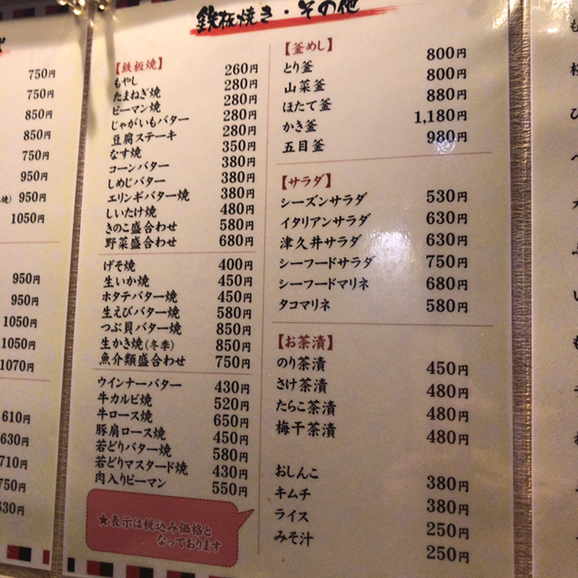 750円
750円
850円
850円
750円
950円
焼) 950円
1050円
950円
950円
1050円
1050円
1070円
610円
630円
710円
750円
630円
鉄板焼き・その他
【鉄板焼】
もやし 260円
たまねぎ焼 280円
ピーマン焼 280円
じゃがいもバター 280円
豆腐ステーキ 280円
なす焼 350円
コーンバター 380円
しめじバター 380円
エリンギバター焼 380円
しいたけ焼 480円
きのこ盛合わせ 580円
野菜盛合わせ 680円
げそ焼 400円
生いか焼 450円
ホタテバター焼 450円
生えびバター焼 580円
つぶ貝バター焼 850円
生かき焼(冬季) 850円
魚介類盛合わせ 750円
ウインナーバター 430円
牛カルビ焼 520円
牛ロース焼 650円
豚肩ロース焼 450円
若どりバター焼 580円
若どりマスタード焼 430円
肉入りピーマン 550円
★表示は税込み価格と
なっております
【釜めし】
とり釜 800円
山菜釜 800円
ほたて釜 880円
かき釜 1,180円
五目釜 980円
【サラダ】
シーズンサラダ 530円
イタリアンサラダ 630円
津久井サラダ 630円
シーフードサラダ 750円
シーフードマリネ 680円
タコマリネ 580円
【お茶漬】
のり茶漬 450円
さけ茶漬 480円
たらこ茶漬 480円
梅干茶漬 480円
おしんこ 380円
キムチ 380円
ライス 250円
みそ汁 250円